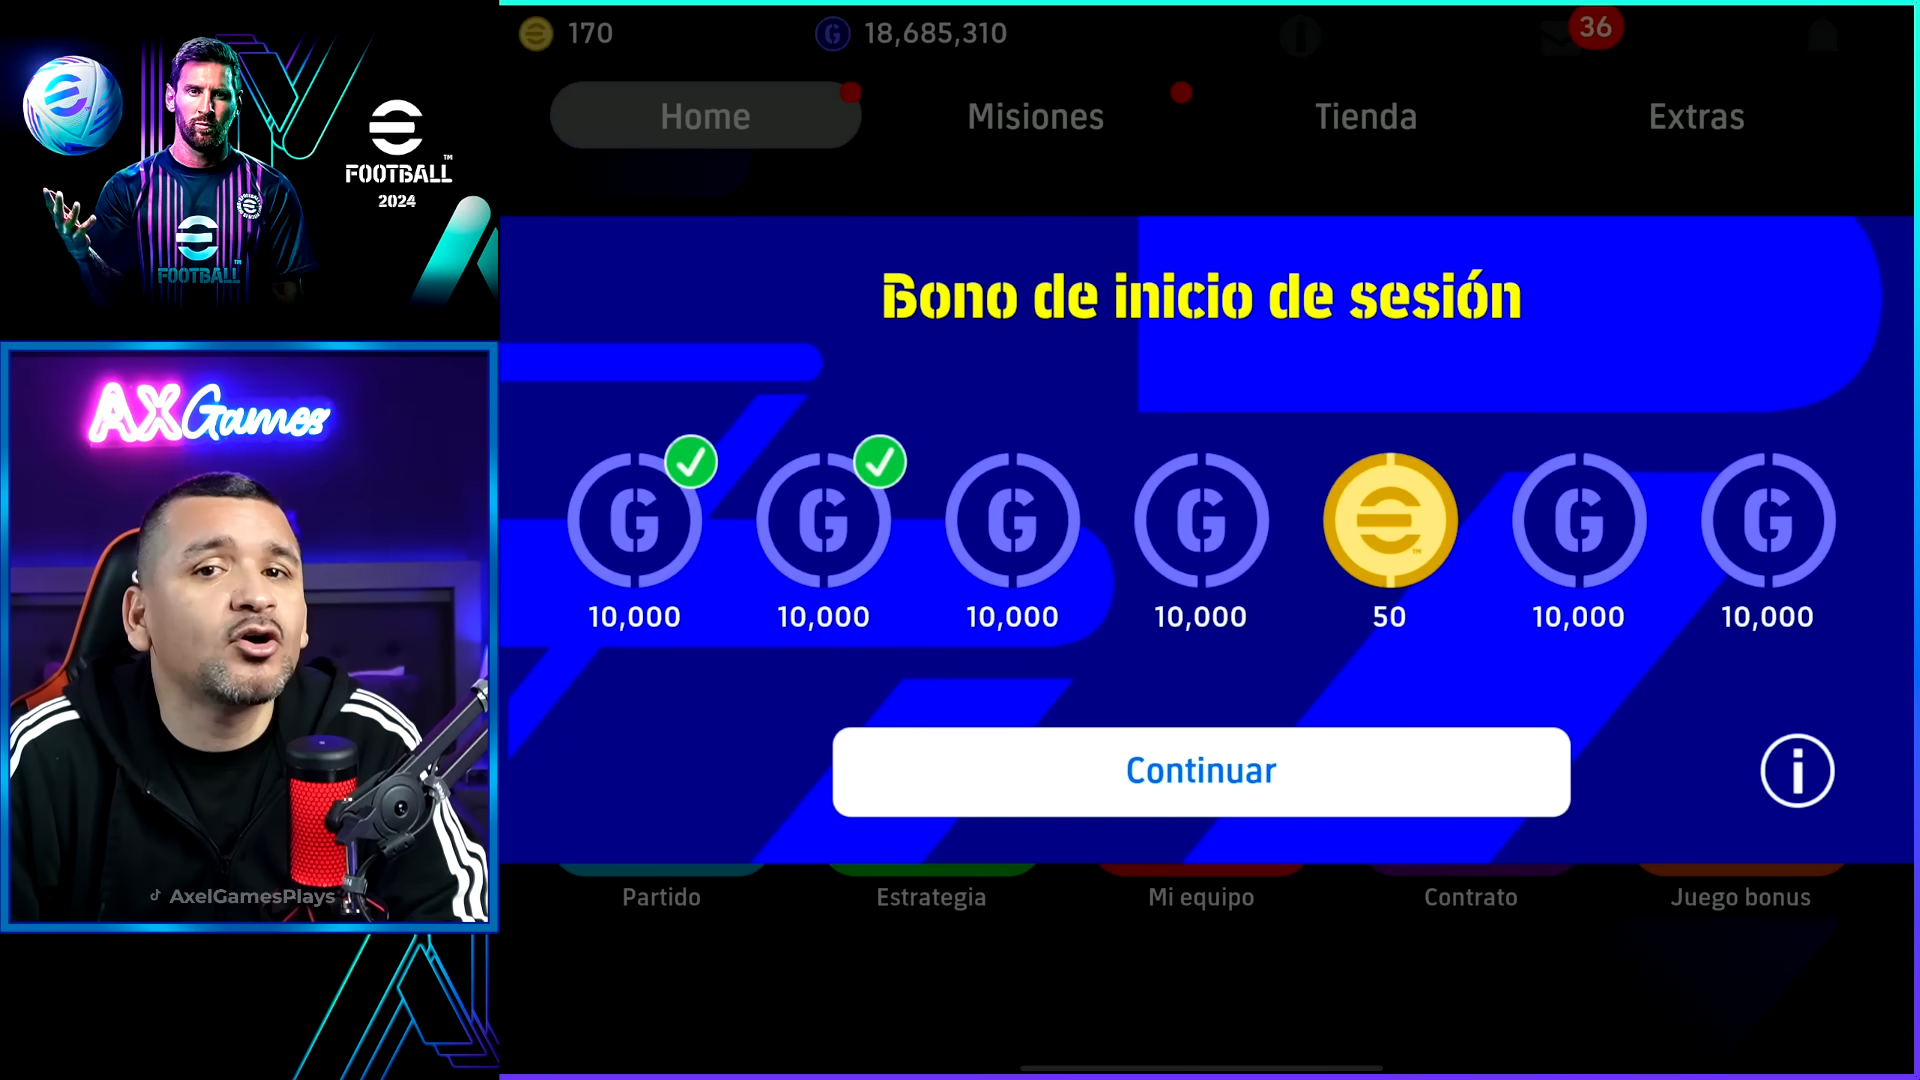 FOOTBALL™
2024
FOOTBALL™
AXGames
AxelGamesPlays
170
18,685,310
36
Home
Misiones
Tienda
Extras
Bono de inicio de sesión
G G G G G G
10,000 10,000 10,000 10,000 50 10,000 10,000
Continuar
i
Partido
Estrategia
Mi equipo
Contrato
Juego bonus